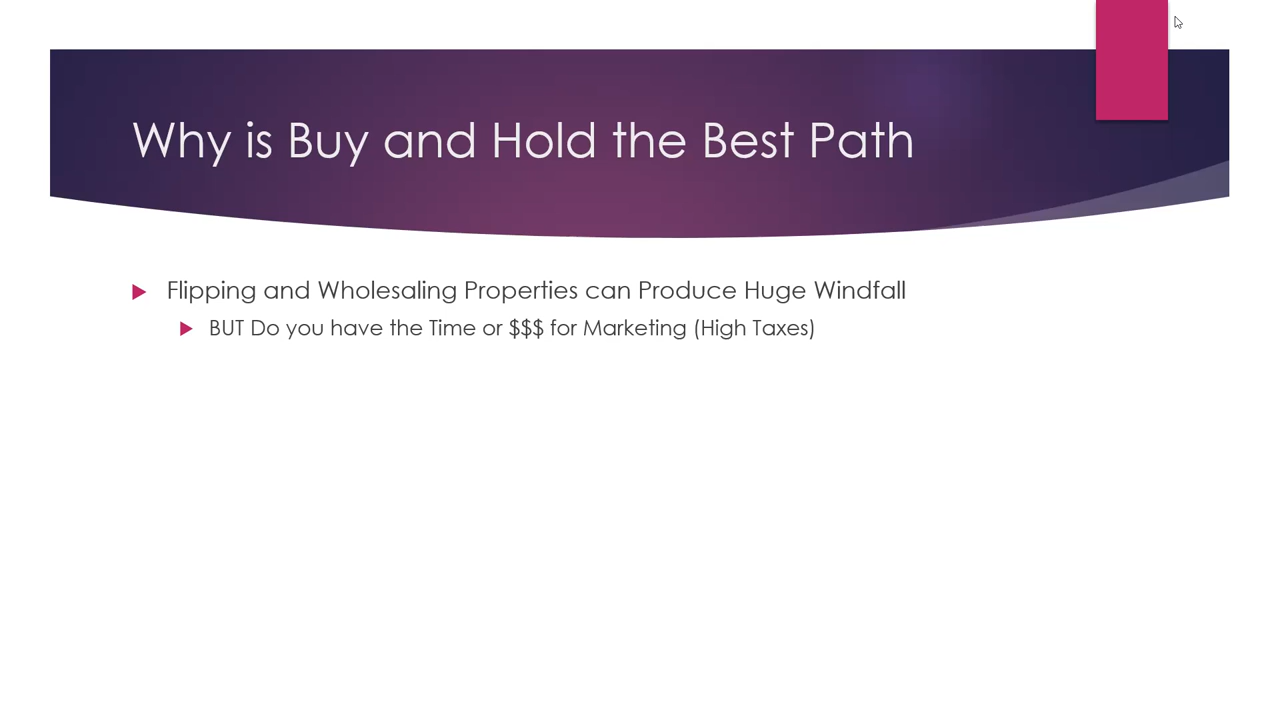 Why is Buy and Hold the Best Path
Flipping and Wholesaling Properties can Produce Huge Windfall
BUT Do you have the Time or $$$ for Marketing (High Taxes)